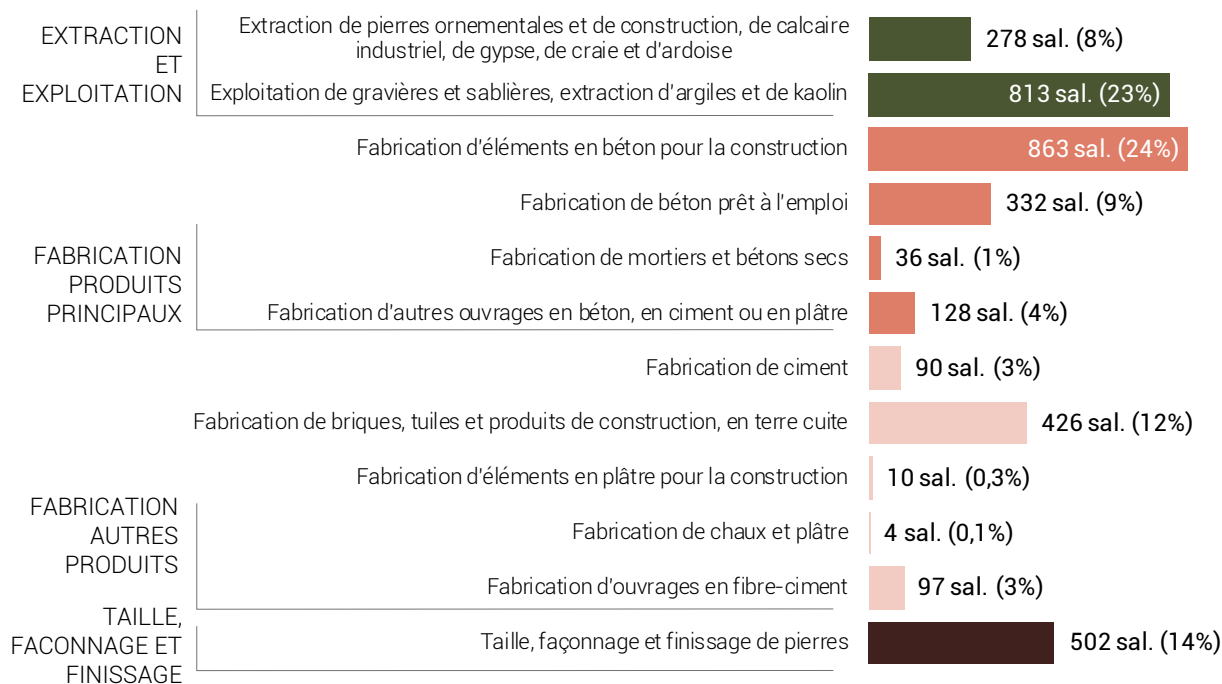 EXTRACTION
ET
EXPLOITATION
Extraction de pierres ornementales et de construction, de calcaire
industriel, de gypse, de craie et d'ardoise
278 sal. (8%)
Exploitation de gravières et sablières, extraction d'argiles et de kaolin
813 sal. (23%)
Fabrication d'éléments en béton pour la construction
863 sal. (24%)
Fabrication de béton prêt à l'emploi
332 sal. (9%)
FABRICATION
PRODUITS
PRINCIPAUX
Fabrication de mortiers et bétons secs
36 sal. (1%)
Fabrication d'autres ouvrages en béton, en ciment ou en plâtre
128 sal. (4%)
Fabrication de ciment
90 sal. (3%)
Fabrication de briques, tuiles et produits de construction, en terre cuite
426 sal. (12%)
Fabrication d'éléments en plâtre pour la construction
10 sal. (0,3%)
FABRICATION
AUTRES
PRODUITS
Fabrication de chaux et plâtre
4 sal. (0,1%)
Fabrication d'ouvrages en fibre-ciment
97 sal. (3%)
TAILLE,
FACONNAGE ET
FINISSAGE
Taille, façonnage et finissage de pierres
502 sal. (14%)